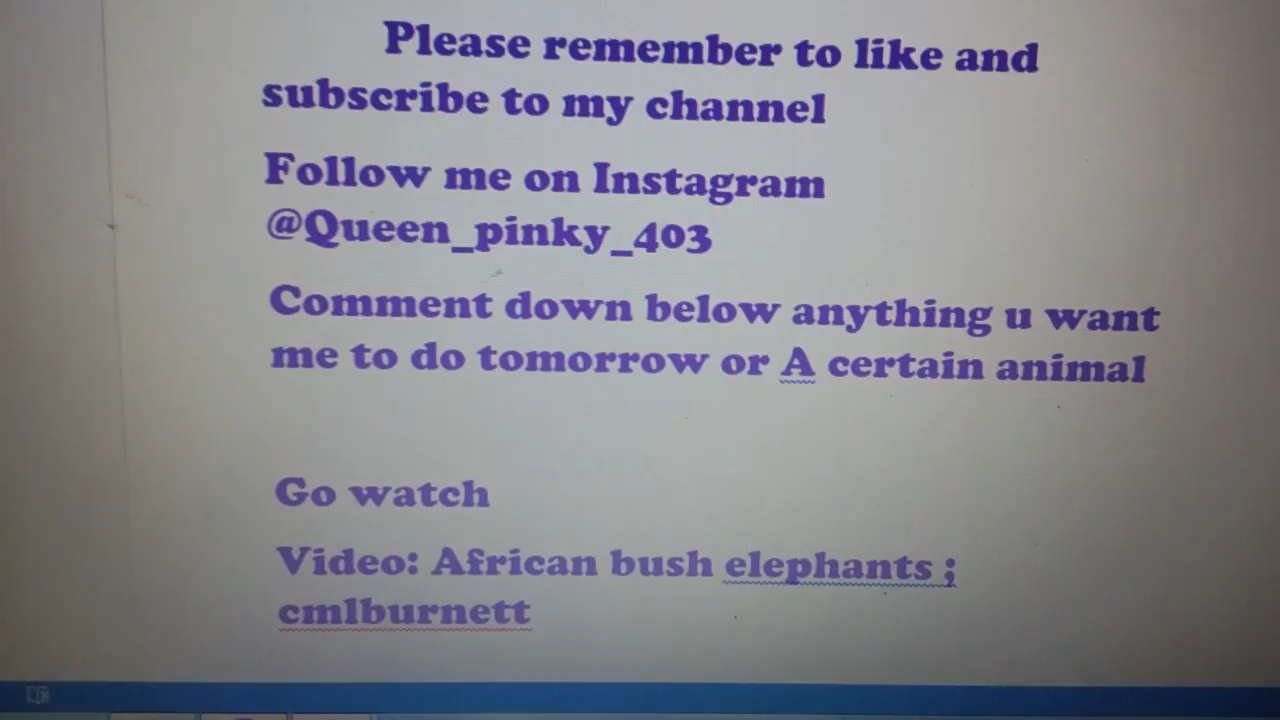 Please remember to like and
subscribe to my channel
Follow me on Instagram
@Queen_pinky_403
Comment down below anything u want
me to do tomorrow or A certain animal
Go watch
Video: African bush elephants ;
cmlburnett